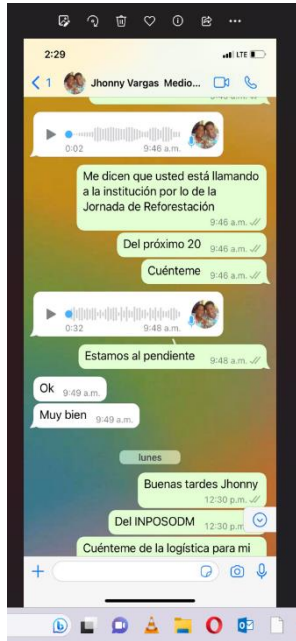 2:29
LTE
1
Jhonny Vargas Medio...
0:02
9:46 a.m.
Me dicen que usted está llamando
a la institución por lo de la
Jornada de Reforestación
9:46 a.m.
Del próximo 20
9:46 a.m.
Cuénteme
9:46 a.m.
0:32
9:48 a.m.
Estamos al pendiente
9:48 a.m.
Ok
9:49 a.m.
Muy bien
9:49 a.m.
lunes
Buenas tardes Jhonny
12:30 p.m.
Del INPOSODM
12:30 p.m
Cuénteme de la logística para mi